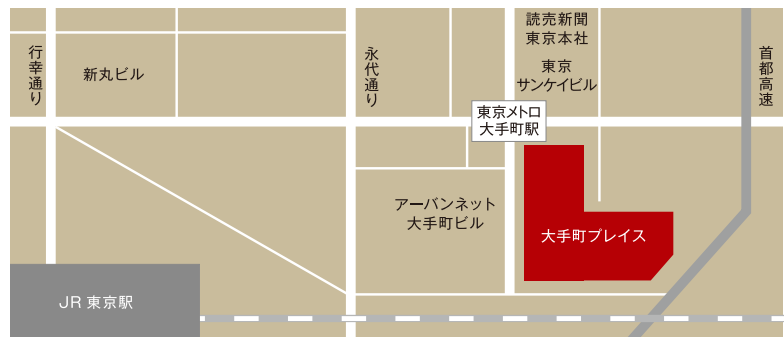 行幸通り
新丸ビル
永代通り
読売新聞
東京本社
東京
サンケイビル
首都高速
東京メトロ
大手町駅
アーバンネット
大手町ビル
大手町プレイス
JR 東京駅